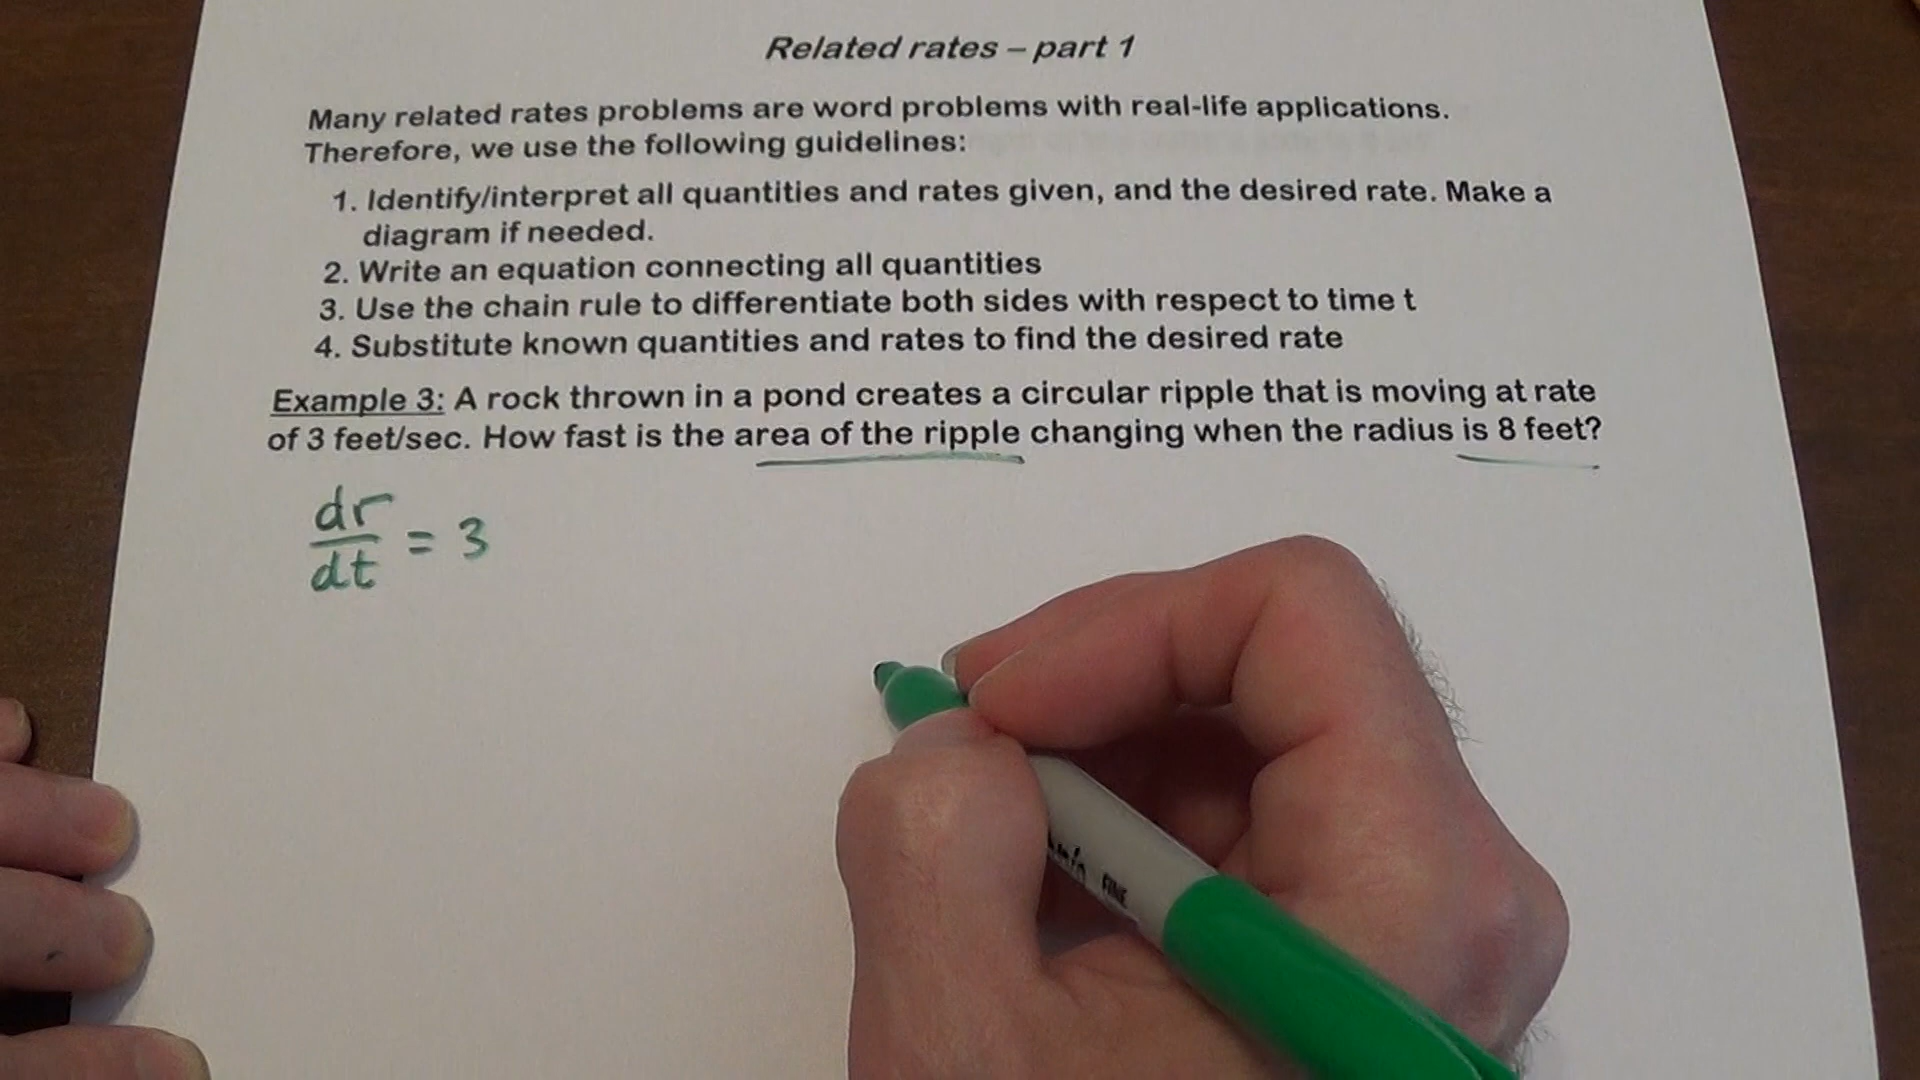 Related rates – part 1
Many related rates problems are word problems with real-life applications.
Therefore, we use the following guidelines:
1. Identify/interpret all quantities and rates given, and the desired rate. Make a
diagram if needed.
2. Write an equation connecting all quantities
3. Use the chain rule to differentiate both sides with respect to time t
4. Substitute known quantities and rates to find the desired rate
Example 3: A rock thrown in a pond creates a circular ripple that is moving at rate
of 3 feet/sec. How fast is the area of the ripple changing when the radius is 8 feet?
dr
dt
= 3
FINE